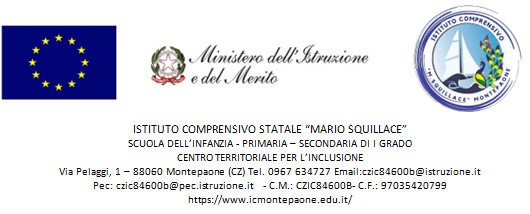 Ministero dell'Istruzione
e del Merito
ISTITUTO COMPRENSIVO
"M. SQUILLACE" MONTEPAONE
ISTITUTO COMPRENSIVO STATALE "MARIO SQUILLACE"
SCUOLA DELL'INFANZIA - PRIMARIA – SECONDARIA DI I GRADO
CENTRO TERRITORIALE PER L'INCLUSIONE
Via Pelaggi, 1 – 88060 Montepaone (CZ) Tel. 0967 634727 Email:czic84600b@istruzione.it
Pec: czic84600b@pec.istruzione.it - C.M.: CZIC84600B- C.F.: 97035420799
https://www.icmontepaone.edu.it/